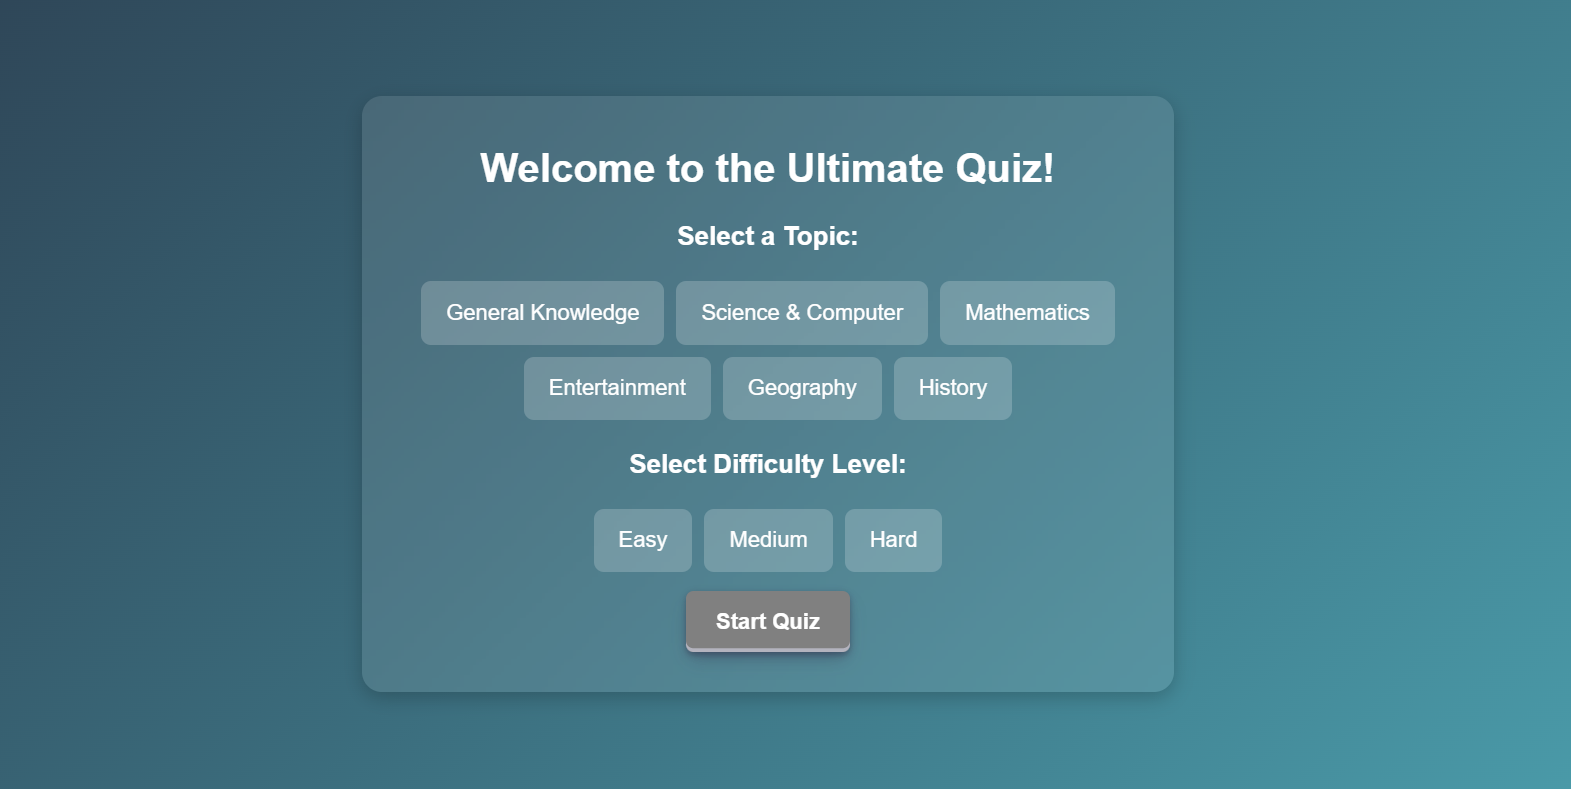 Welcome to the Ultimate Quiz!
Select a Topic:
General Knowledge Science & Computer Mathematics
Entertainment Geography History
Select Difficulty Level:
Easy Medium Hard
Start Quiz